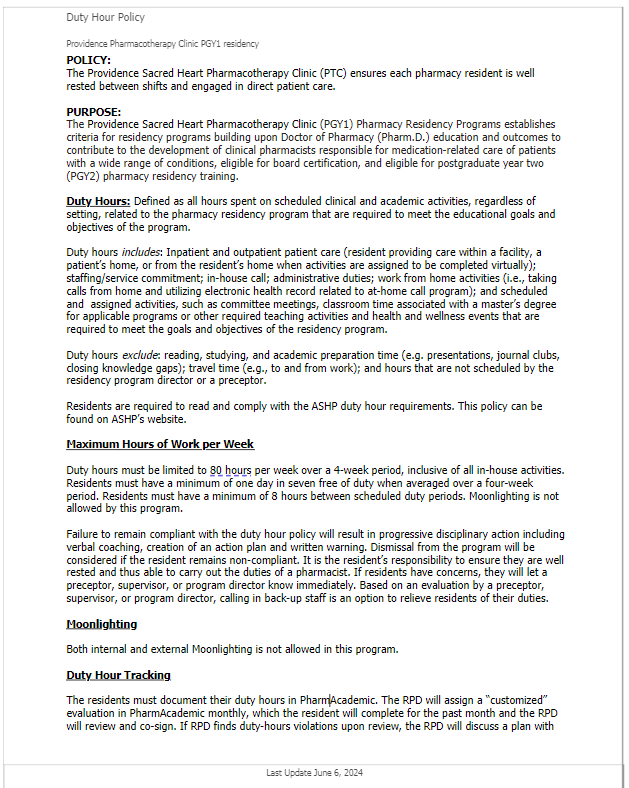 Duty Hour Policy
Providence Pharmacotherapy Clinic PGY1 residency
POLICY:
The Providence Sacred Heart Pharmacotherapy Clinic (PTC) ensures each pharmacy resident is well
rested between shifts and engaged in direct patient care.
PURPOSE:
The Providence Sacred Heart Pharmacotherapy Clinic (PGY1) Pharmacy Residency Programs establishes
criteria for residency programs building upon Doctor of Pharmacy (Pharm.D.) education and outcomes to
contribute to the development of clinical pharmacists responsible for medication-related care of patients
with a wide range of conditions, eligible for board certification, and eligible for postgraduate year two
(PGY2) pharmacy residency training.
Duty Hours: Defined as all hours spent on scheduled clinical and academic activities, regardless of
setting, related to the pharmacy residency program that are required to meet the educational goals and
objectives of the program.
Duty hours includes: Inpatient and outpatient patient care (resident providing care within a facility, a
patient's home, or from the resident's home when activities are assigned to be completed virtually);
staffing/service commitment; in-house call; administrative duties; work from home activities (i.e., taking
calls from home and utilizing electronic health record related to at-home call program); and scheduled
and assigned activities, such as committee meetings, classroom time associated with a master's degree
for applicable programs or other required teaching activities and health and wellness events that are
required to meet the goals and objectives of the residency program.
Duty hours exclude: reading, studying, and academic preparation time (e.g. presentations, journal clubs,
closing knowledge gaps); travel time (e.g., to and from work); and hours that are not scheduled by the
residency program director or a preceptor.
Residents are required to read and comply with the ASHP duty hour requirements. This policy can be
found on ASHP's website.
Maximum Hours of Work per Week
Duty hours must be limited to 80 hours per week over a 4-week period, inclusive of all in-house activities.
Residents must have a minimum of one day in seven free of duty when averaged over a four-week
period. Residents must have a minimum of 8 hours between scheduled duty periods. Moonlighting is not
allowed by this program.
Failure to remain compliant with the duty hour policy will result in progressive disciplinary action including
verbal coaching, creation of an action plan and written warning. Dismissal from the program will be
considered if the resident remains non-compliant. It is the resident's responsibility to ensure they are well
rested and thus able to carry out the duties of a pharmacist. If residents have concerns, they will let a
preceptor, supervisor, or program director know immediately. Based on an evaluation by a preceptor,
supervisor, or program director, calling in back-up staff is an option to relieve residents of their duties.
Moonlighting
Both internal and external Moonlighting is not allowed in this program.
Duty Hour Tracking
The residents must document their duty hours in PharmAcademic. The RPD will assign a "customized"
evaluation in PharmAcademic monthly, which the resident will complete for the past month and the RPD
will review and co-sign. If RPD finds duty-hours violations upon review, the RPD will discuss a plan with
Last Update June 6, 2024